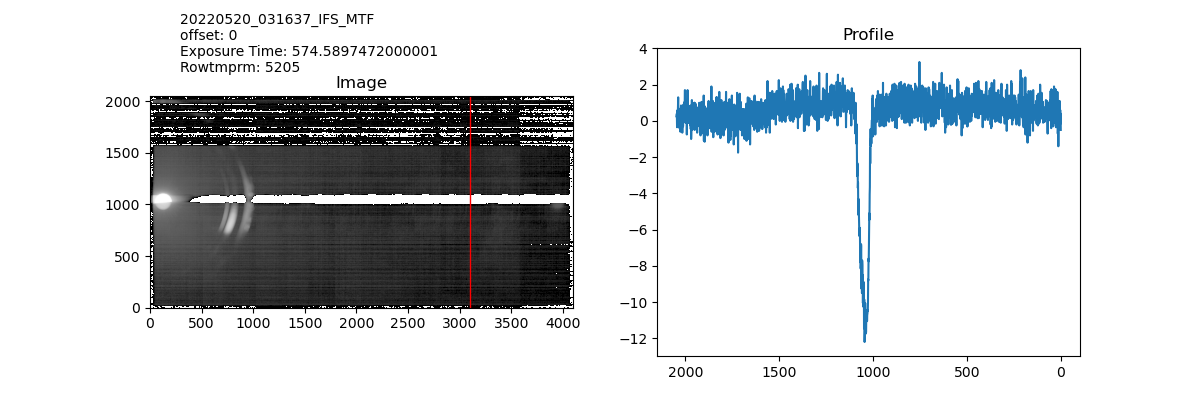 20220520_031637_IFS_MTF
offset: 0
Exposure Time: 574.5897472000001
Rowtmprm: 5205
Image
2000
1500
1000
500
0
0 500 1000 1500 2000 2500 3000 3500 4000
Profile
4
2
0
−2
−4
−6
−8
−10
−12
2000 1500 1000 500 0